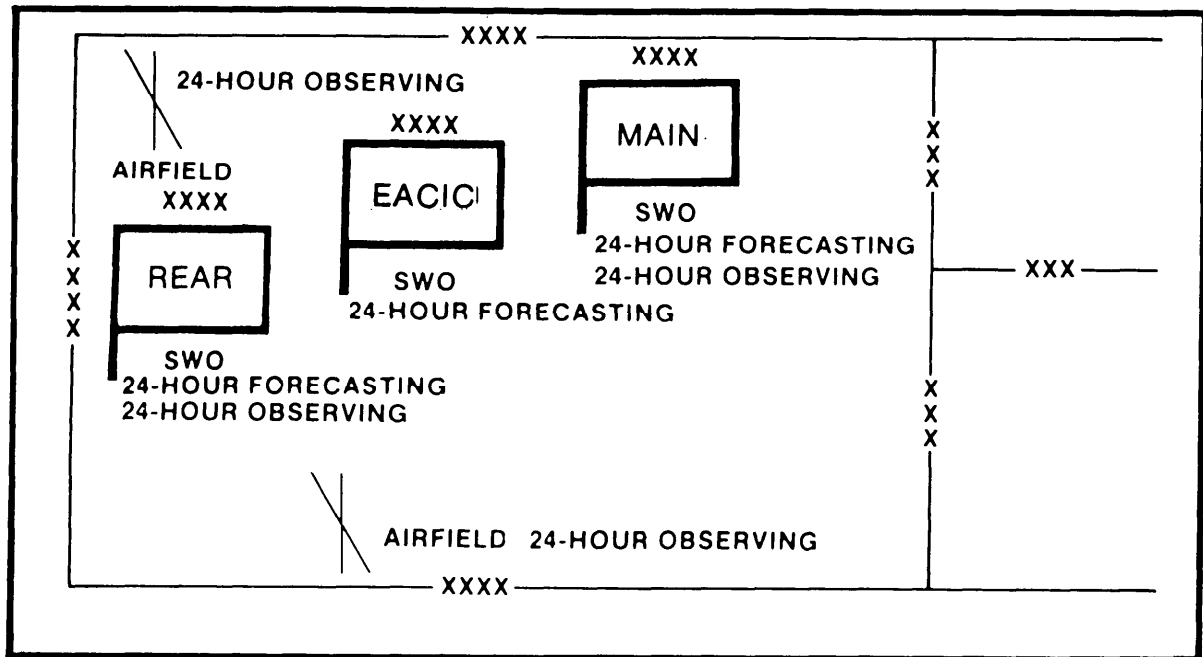 XXXX
24-HOUR OBSERVING
AIRFIELD
XXXX
MAIN
SWO
24-HOUR FORECASTING
24-HOUR OBSERVING
XXXX
EACIC
SWO
24-HOUR FORECASTING
XXXX
REAR
SWO
24-HOUR FORECASTING
24-HOUR OBSERVING
X
X
X
X
X
X
X
XXX
X
X
X
AIRFIELD 24-HOUR OBSERVING
XXXX